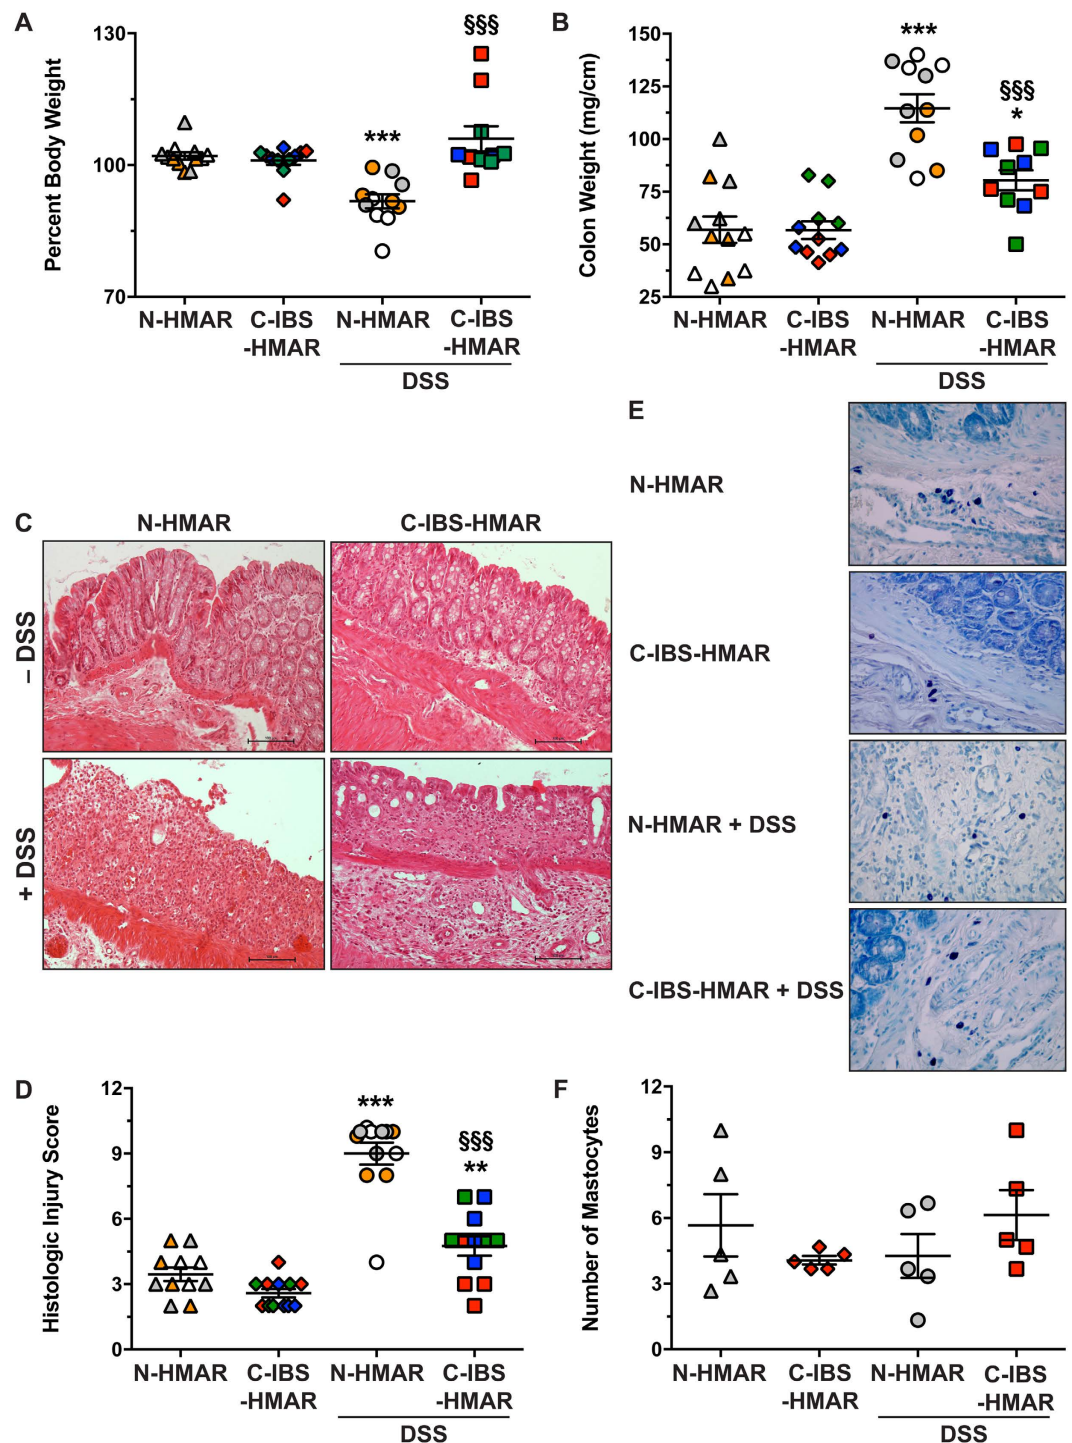 A
Percent Body Weight
130
100
70
***
§§§
N-HMAR
C-IBS
-HMAR
N-HMAR
C-IBS
-HMAR
DSS
B
Colon Weight (mg/cm)
150
125
100
75
50
25
***
§§§
*
N-HMAR
C-IBS
-HMAR
N-HMAR
C-IBS
-HMAR
DSS
C
N-HMAR
C-IBS-HMAR
– DSS
+ DSS
E
N-HMAR
C-IBS-HMAR
N-HMAR + DSS
C-IBS-HMAR + DSS
D
Histologic Injury Score
12
9
6
3
0
***
§§§
**
N-HMAR
C-IBS
-HMAR
N-HMAR
C-IBS
-HMAR
DSS
F
Number of Mastocytes
12
9
6
3
0
N-HMAR
C-IBS
-HMAR
N-HMAR
C-IBS
-HMAR
DSS